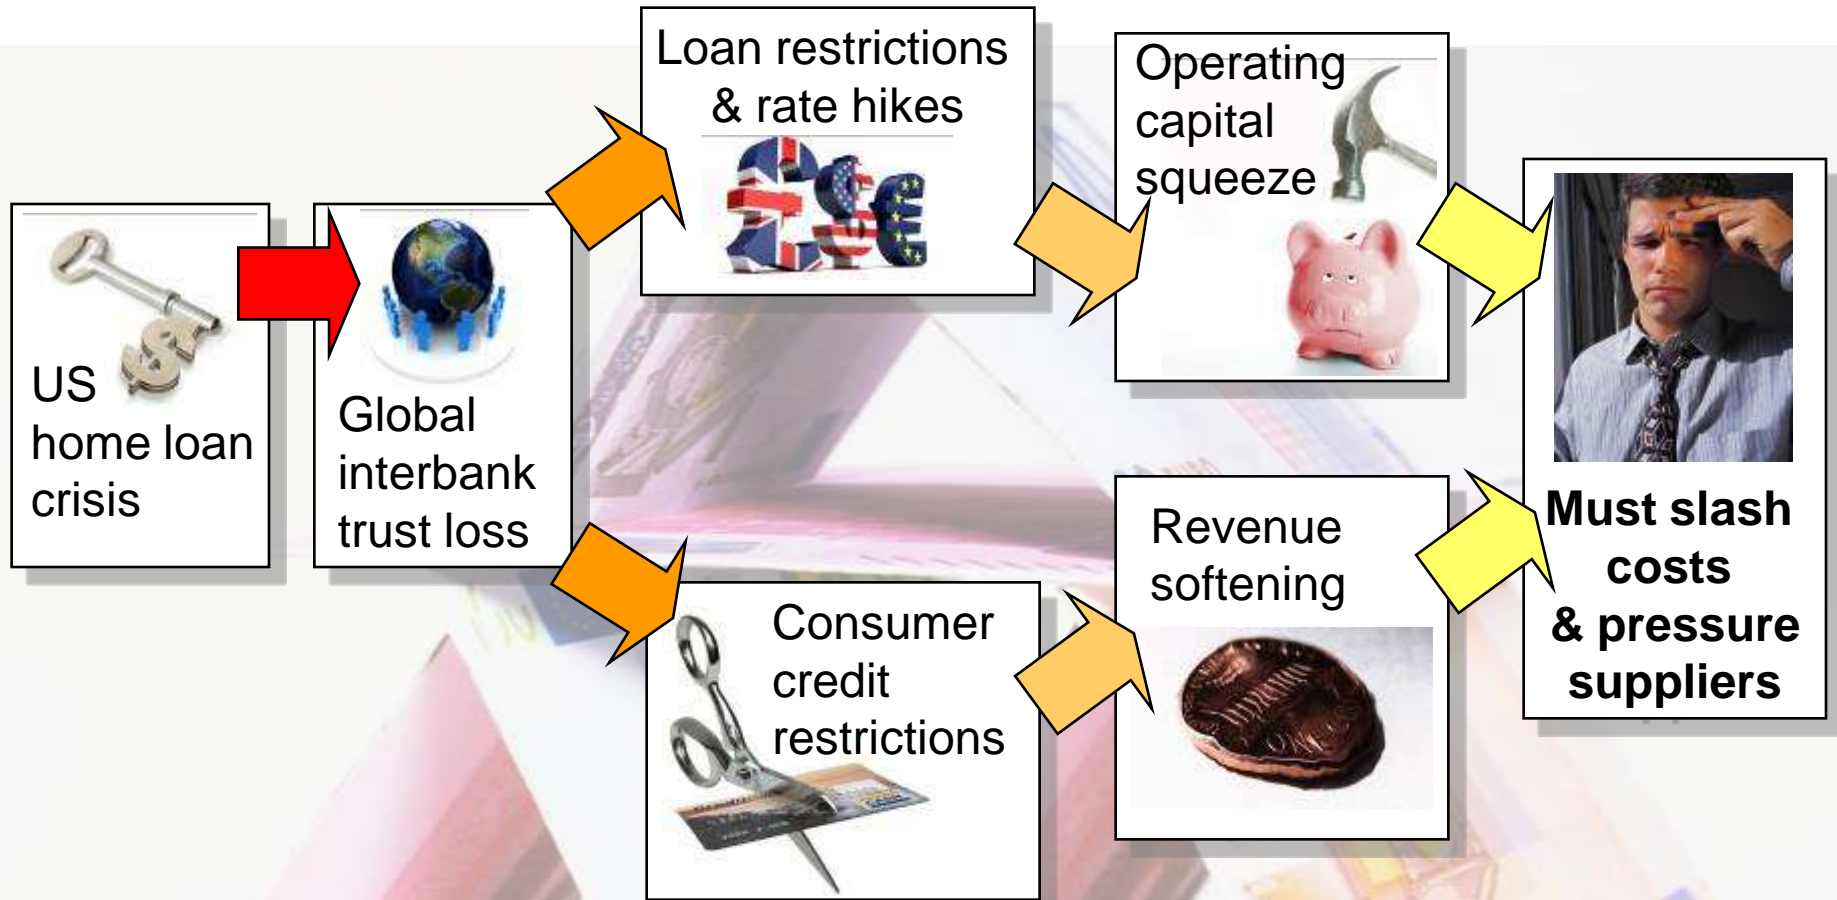 US
home loan
crisis
Global
interbank
trust loss
Loan restrictions
& rate hikes
Operating
capital
squeeze
Consumer
credit
restrictions
Revenue
softening
Must slash
costs
& pressure
suppliers